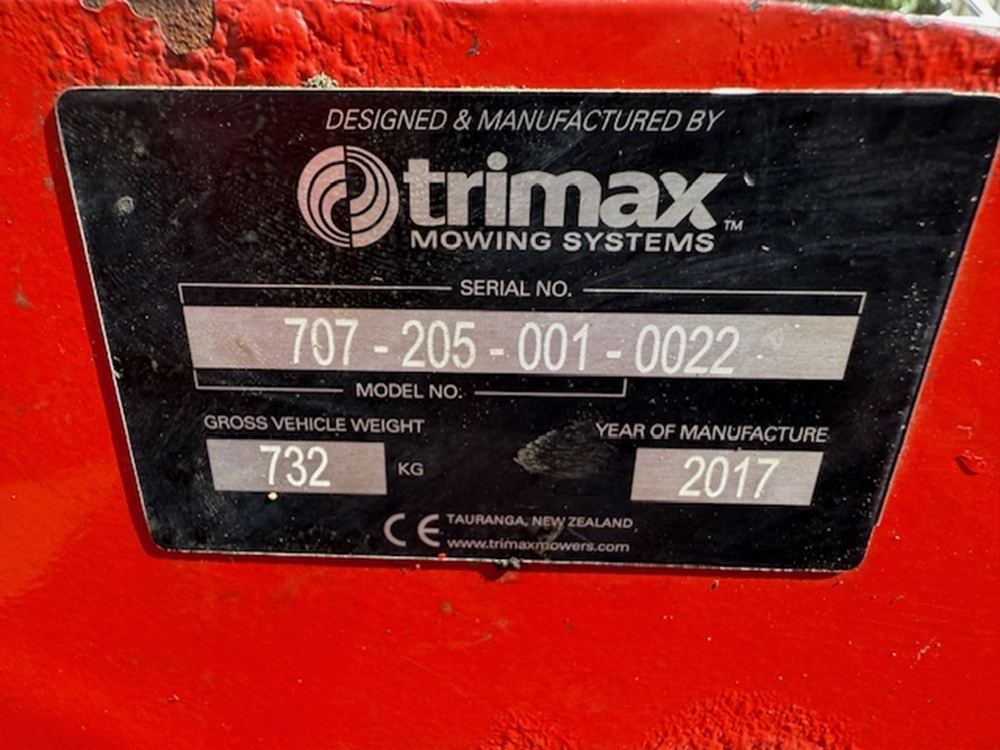 DESIGNED & MANUFACTURED BY
trimax™
MOWING SYSTEMS
SERIAL NO.
707 - 205 - 001 - 0022
MODEL NO.
GROSS VEHICLE WEIGHT
732 KG
YEAR OF MANUFACTURE
2017
CE
TAURANGA, NEW ZEALAND
www.trimaxmowers.com